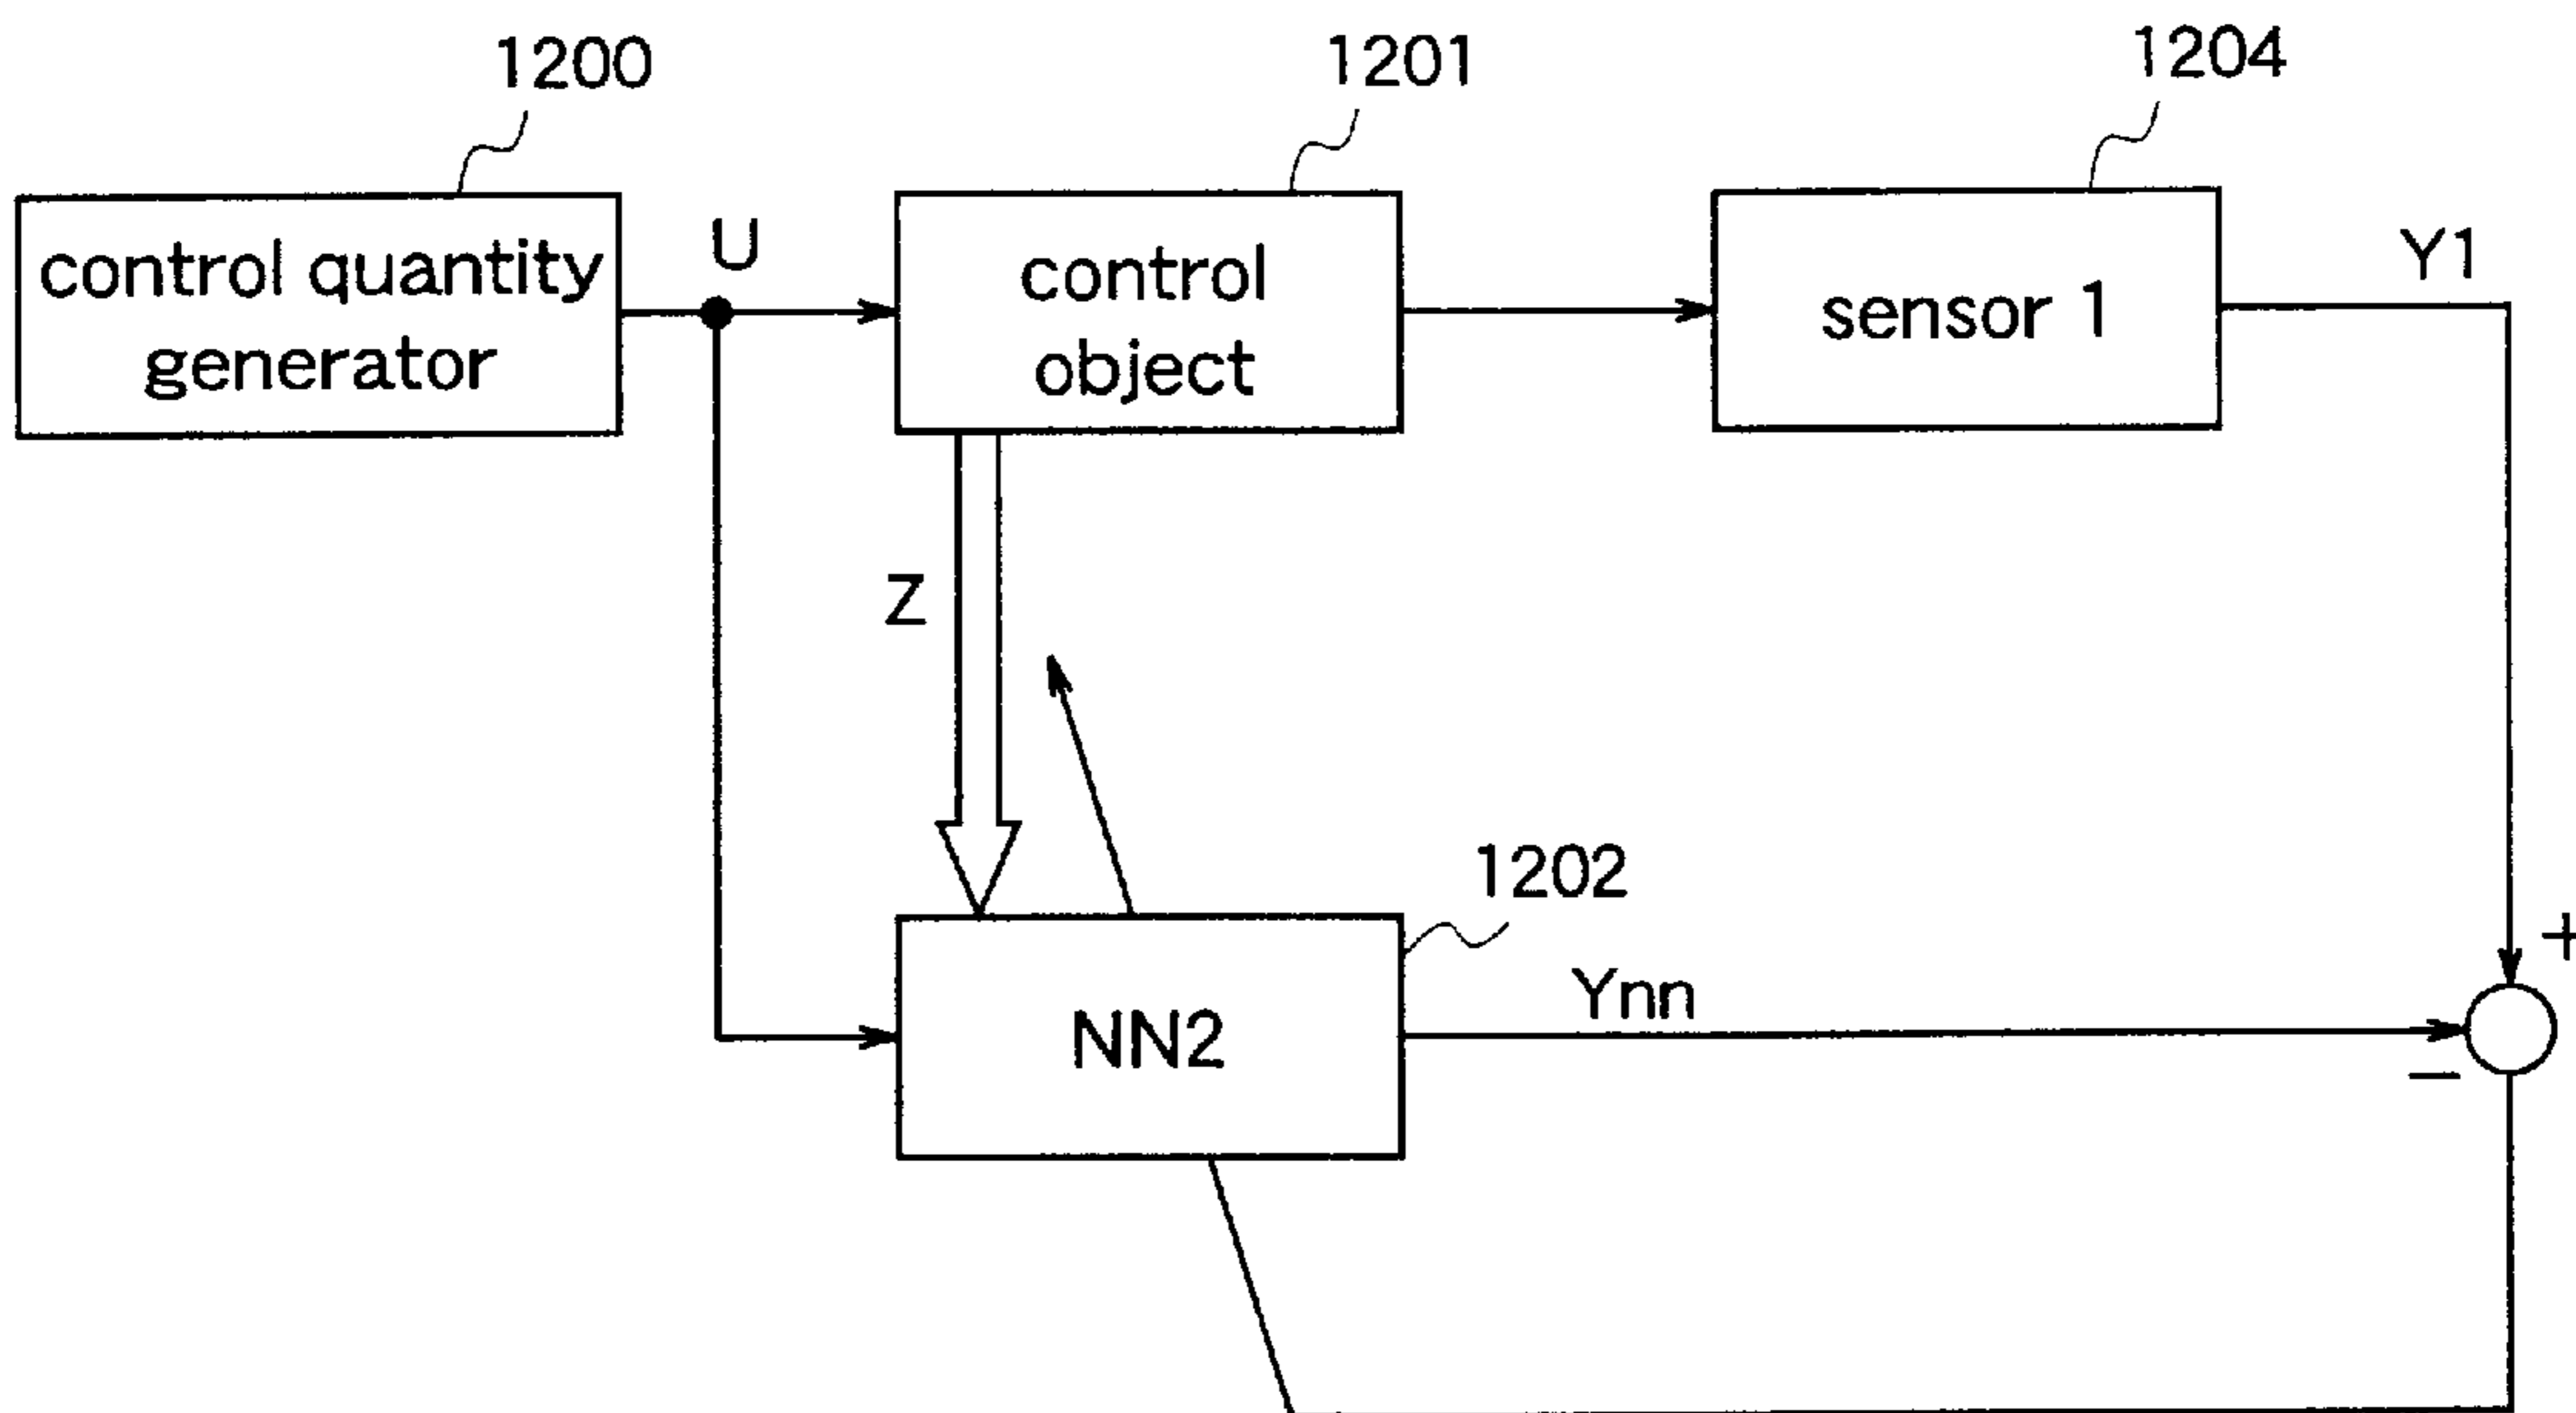 1200
1201
1204
control quantity
generator
U
control
object
sensor 1
Y1
Z
1202
NN2
Ynn
+
−